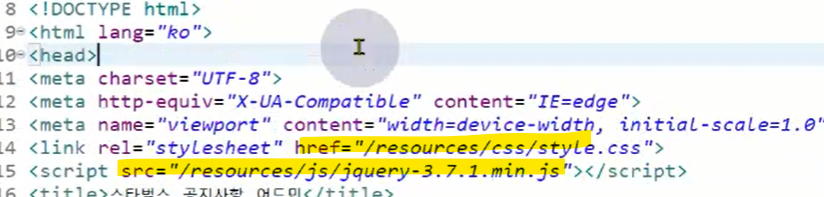 8 <!DOCTYPE html>
9 <html lang="ko">
10 <head>
11 <meta charset="UTF-8">
12 <meta http-equiv="X-UA-Compatible" content="IE=edge">
13 <meta name="viewport" content="width=device-width, initial-scale=1.0"
14 <link rel="stylesheet" href="/resources/css/style.css">
15 <script src="/resources/js/jquery-3.7.1.min.js"></script>
16 <title>스타벅스 공지사항 어드민</title>